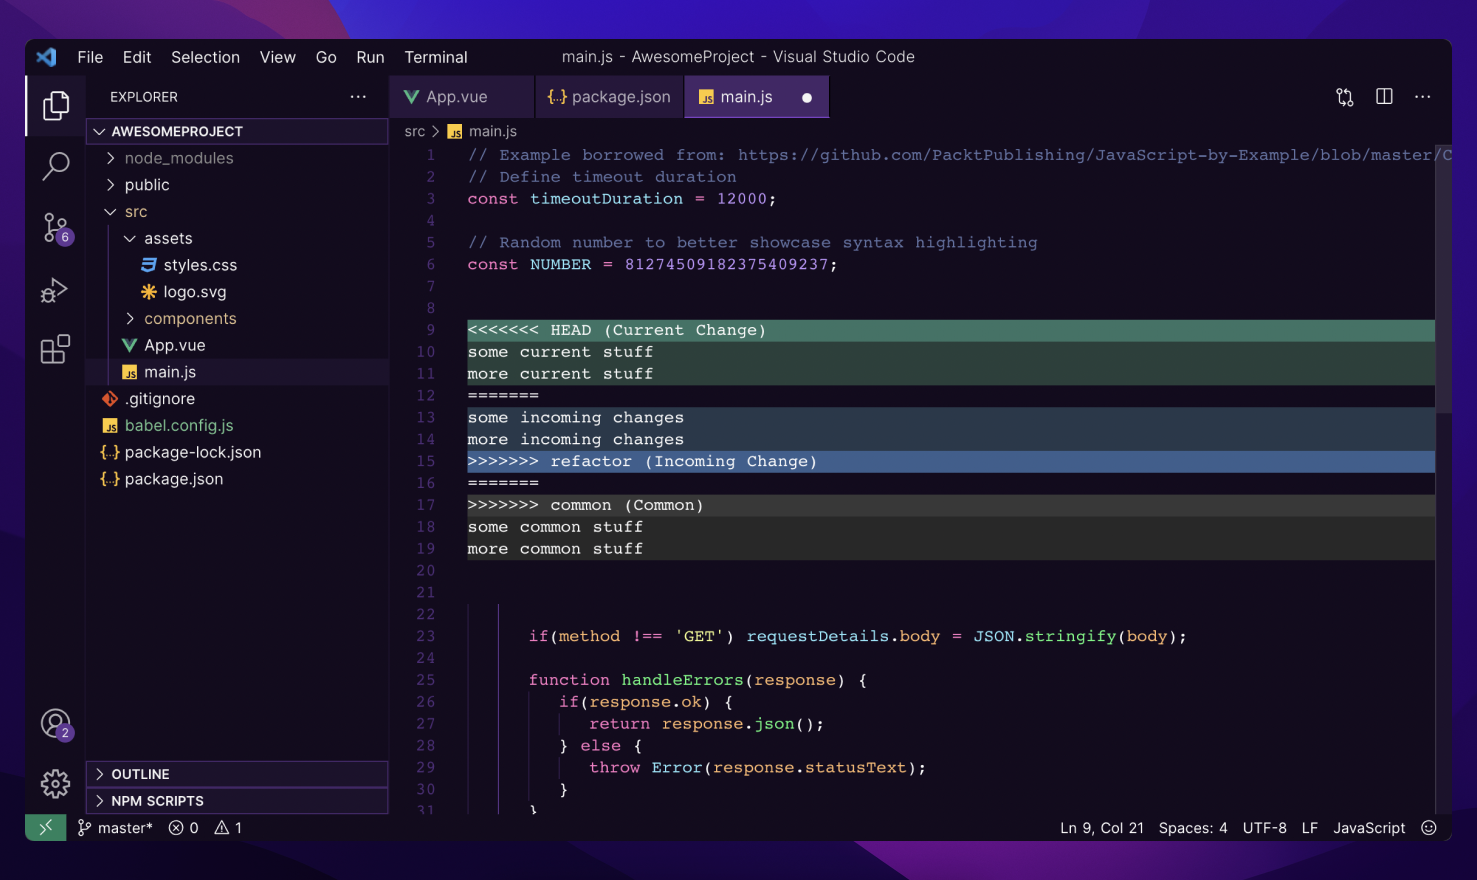 File Edit Selection View Go Run Terminal
main.js - AwesomeProject - Visual Studio Code
EXPLORER
AWESOMEPROJECT
node_modules
public
src
assets
styles.css
logo.svg
components
App.vue
main.js
.gitignore
babel.config.js
package-lock.json
package.json
OUTLINE
NPM SCRIPTS
6
2
App.vue
{..} package.json
JS main.js
src > JS main.js
1 // Example borrowed from: https://github.com/PacktPublishing/JavaScript-by-Example/blob/master/C
2 // Define timeout duration
3 const timeoutDuration = 12000;
4
5 // Random number to better showcase syntax highlighting
6 const NUMBER = 81274509182375409237;
7
8
9 <<<<<<< HEAD (Current Change)
10 some current stuff
11 more current stuff
12 =======
13 some incoming changes
14 more incoming changes
15 >>>>>>> refactor (Incoming Change)
16 =======
17 >>>>>>> common (Common)
18 some common stuff
19 more common stuff
20
21
22
23 if(method !== 'GET') requestDetails.body = JSON.stringify(body);
24
25 function handleErrors(response) {
26 if(response.ok) {
27 return response.json();
28 } else {
29 throw Error(response.statusText);
30 }
31 }
master* 0 1
Ln 9, Col 21 Spaces: 4 UTF-8 LF JavaScript